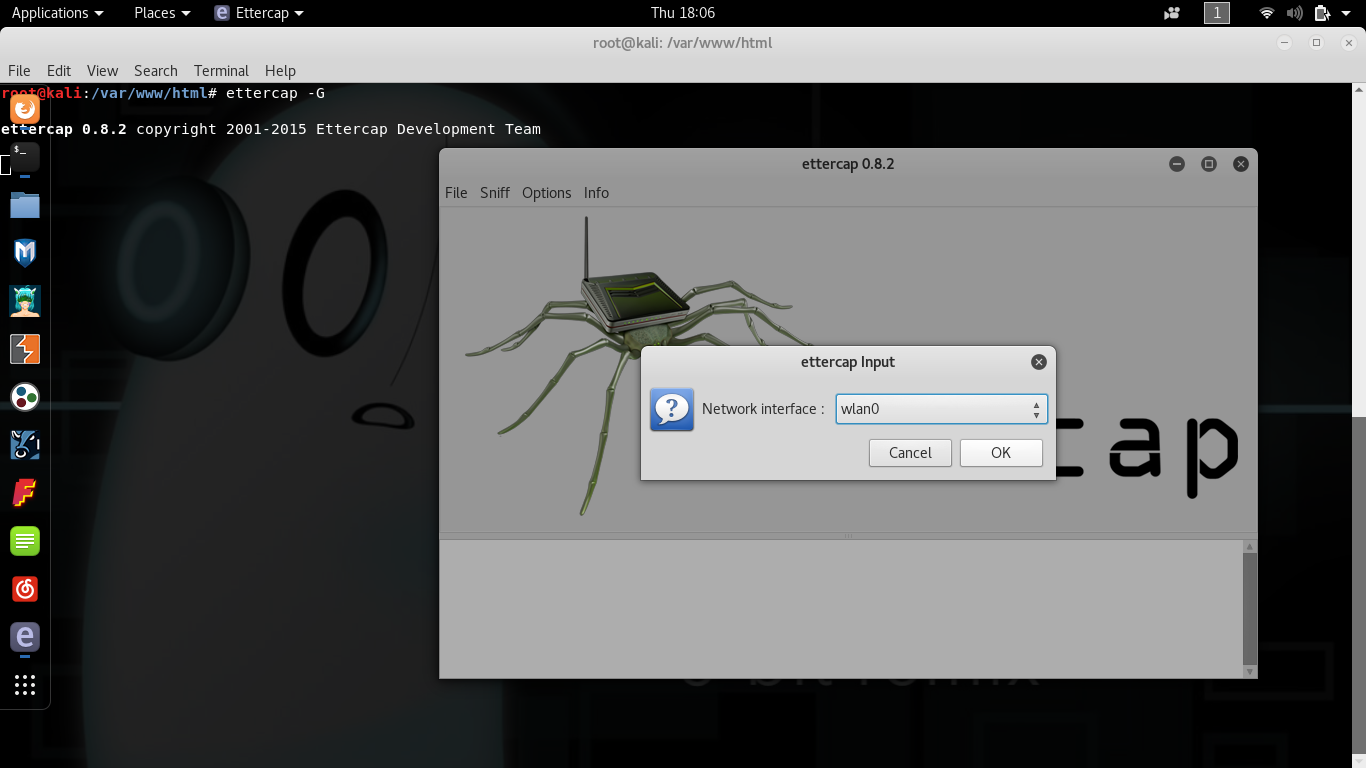 Applications Places Ettercap Thu 18:06 1
root@kali: /var/www/html
File Edit View Search Terminal Help
root@kali:/var/www/html# ettercap -G
ettercap 0.8.2 copyright 2001-2015 Ettercap Development Team
$_
ettercap 0.8.2
File Sniff Options Info
ettercap Input
Network interface : wlan0
Cancel OK
cap
e